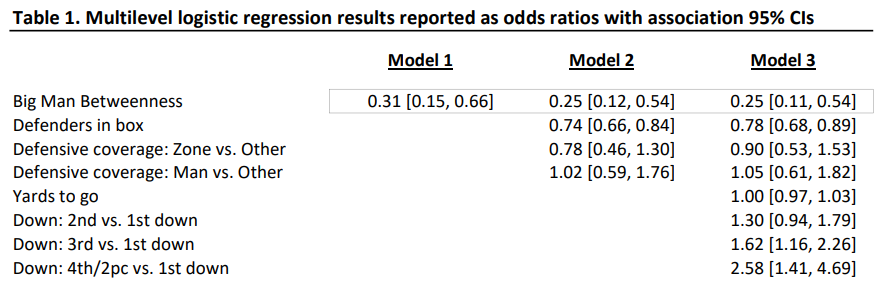 Table 1. Multilevel logistic regression results reported as odds ratios with association 95% CIs
Model 1 Model 2 Model 3
Big Man Betweenness 0.31 [0.15, 0.66] 0.25 [0.12, 0.54] 0.25 [0.11, 0.54]
Defenders in box 0.74 [0.66, 0.84] 0.78 [0.68, 0.89]
Defensive coverage: Zone vs. Other 0.78 [0.46, 1.30] 0.90 [0.53, 1.53]
Defensive coverage: Man vs. Other 1.02 [0.59, 1.76] 1.05 [0.61, 1.82]
Yards to go 1.00 [0.97, 1.03]
Down: 2nd vs. 1st down 1.30 [0.94, 1.79]
Down: 3rd vs. 1st down 1.62 [1.16, 2.26]
Down: 4th/2pc vs. 1st down 2.58 [1.41, 4.69]